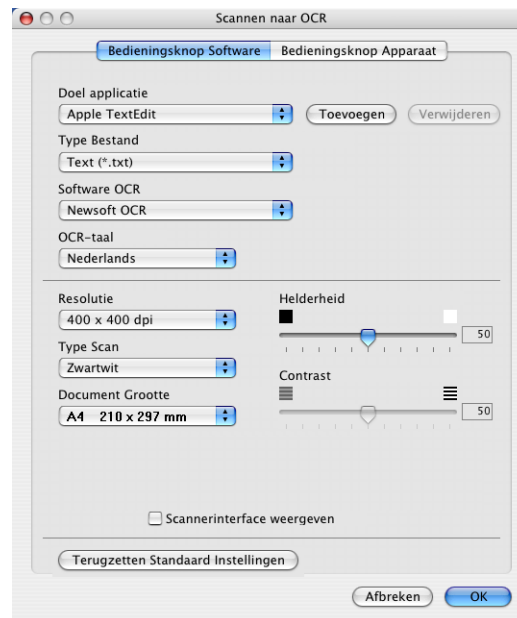 Scannen naar OCR
Bedieningsknop Software Bedieningsknop Apparaat
Doel applicatie
Apple TextEdit Toevoegen Verwijderen
Type Bestand
Text (*.txt)
Software OCR
Newsoft OCR
OCR-taal
Nederlands
Resolutie Helderheid
400 x 400 dpi 50
Type Scan
Zwartwit Contrast
Document Grootte
A4 210 x 297 mm 50
Scannerinterface weergeven
Terugzetten Standaard Instellingen
Afbreken OK